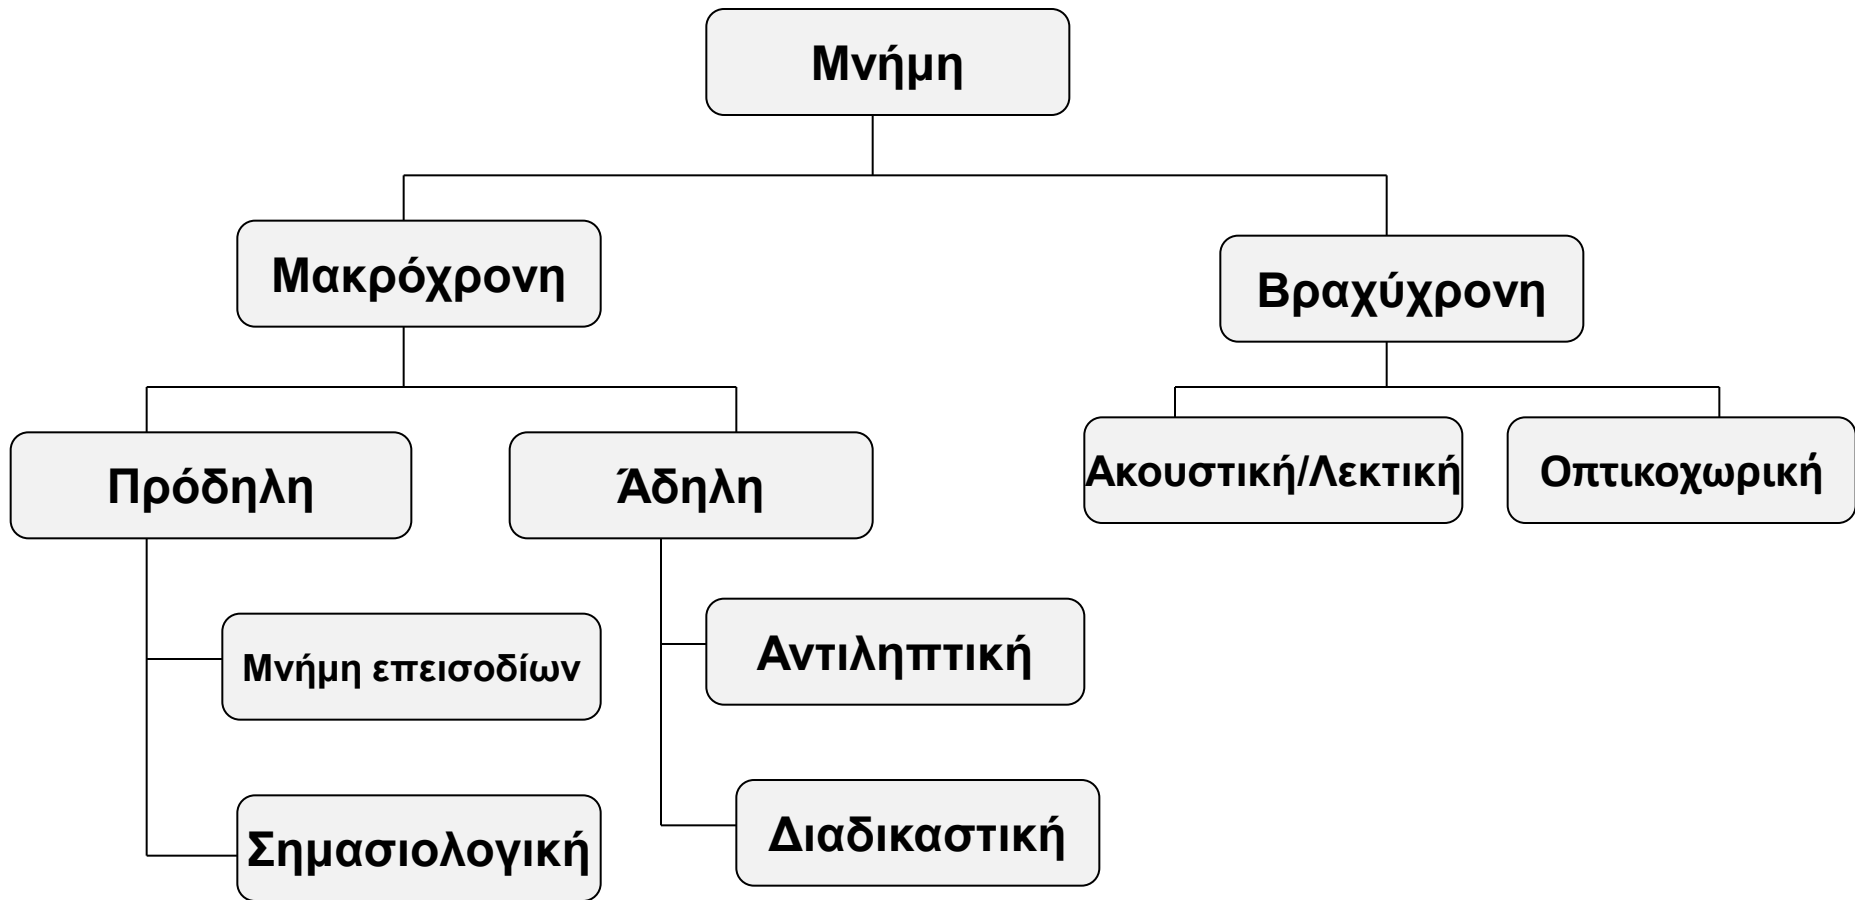 Μνήμη
Μακρόχρονη
Βραχύχρονη
Πρόδηλη
Άδηλη
Ακουστική/Λεκτική
Οπτικοχωρική
Μνήμη επεισοδίων
Αντιληπτική
Σημασιολογική
Διαδικαστική